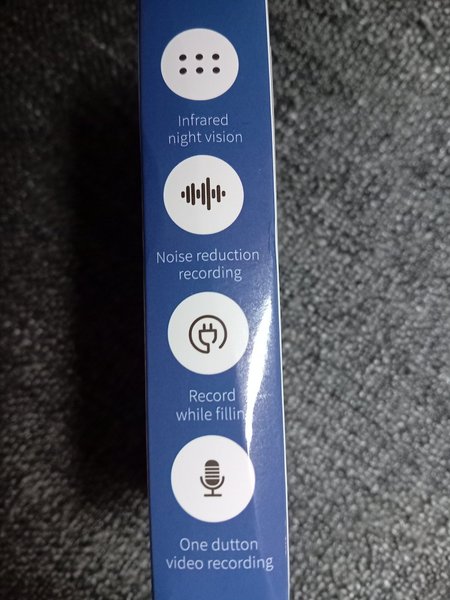 Infrared
night vision
Noise reduction
recording
Record
while fillin
One dutton
video recording